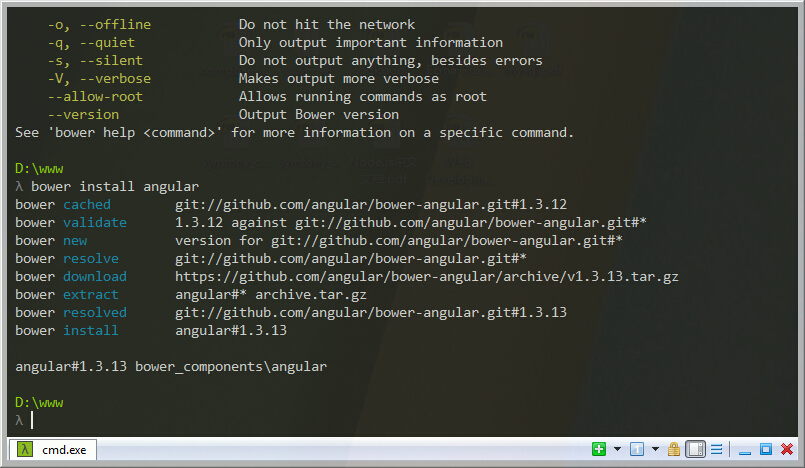 -o, --offline Do not hit the network
-q, --quiet Only output important information
-s, --silent Do not output anything, besides errors
-V, --verbose Makes output more verbose
--allow-root Allows running commands as root
--version Output Bower version
See 'bower help <command>' for more information on a specific command.
D:\www
λ bower install angular
bower cached git://github.com/angular/bower-angular.git#1.3.12
bower validate 1.3.12 against git://github.com/angular/bower-angular.git#*
bower new version for git://github.com/angular/bower-angular.git#*
bower resolve git://github.com/angular/bower-angular.git#*
bower download https://github.com/angular/bower-angular/archive/v1.3.13.tar.gz
bower extract angular#* archive.tar.gz
bower resolved git://github.com/angular/bower-angular.git#1.3.13
bower install angular#1.3.13
angular#1.3.13 bower_components\angular
D:\www
λ
λ cmd.exe